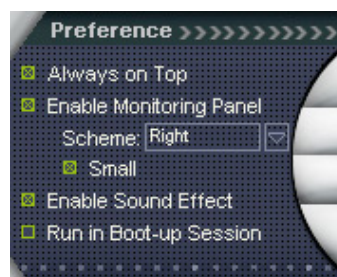 Preference >>>>>>>>>>>
Always on Top
Enable Monitoring Panel
Scheme: Right
Small
Enable Sound Effect
Run in Boot-up Session